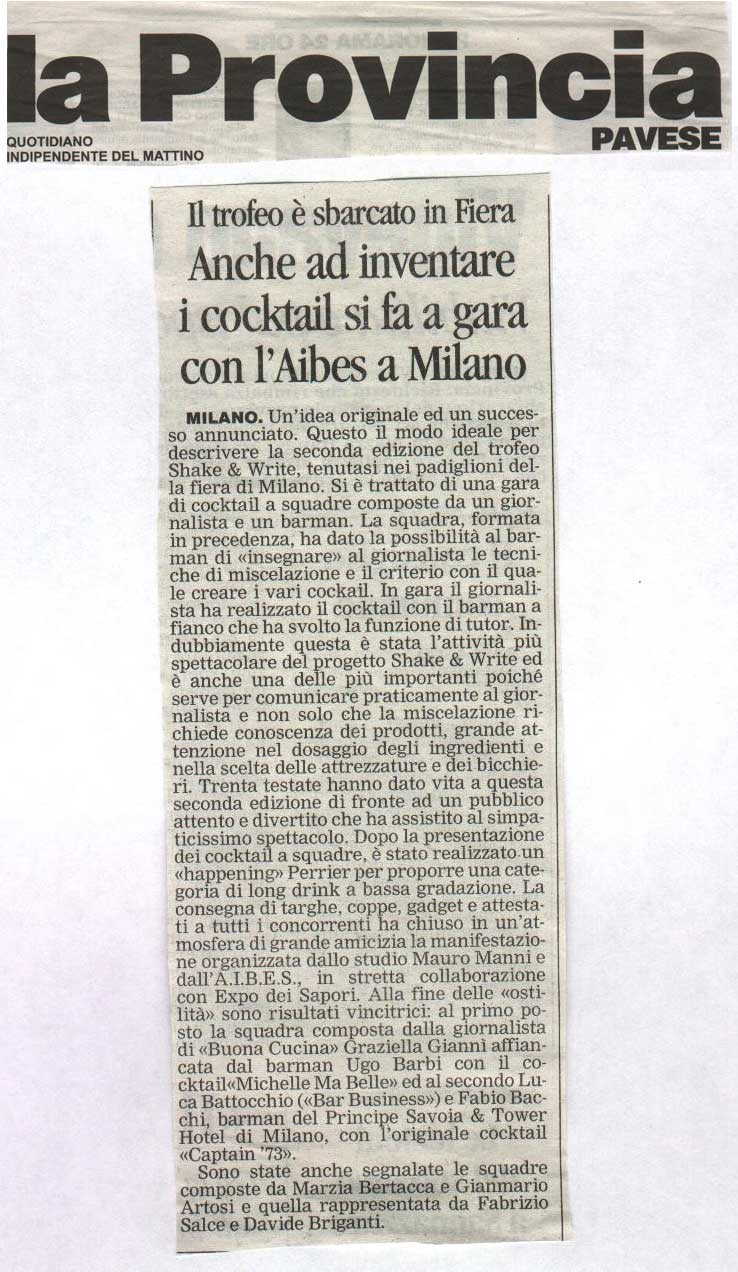 la Provincia
PAVESE
QUOTIDIANO
INDIPENDENTE DEL MATTINO
Il trofeo è sbarcato in Fiera
Anche ad inventare
i cocktail si fa a gara
con l'Aibes a Milano
MILANO. Un'idea originale ed un succes-
so annunciato. Questo il modo ideale per
descrivere la seconda edizione del trofeo
Shake & Write, tenutasi nei padiglioni del-
la fiera di Milano. Si è trattato di una gara
di cocktail a squadre composte da un gior-
nalista e un barman. La squadra, formata
in precedenza, ha dato la possibilità al bar-
man di «insegnare» al giornalista le tecni-
che di miscelazione e il criterio con il qua-
le creare i vari cockail. In gara il giornali-
sta ha realizzato il cocktail con il barman a
fianco che ha svolto la funzione di tutor. In-
dubbiamente questa è stata l'attività più
spettacolare del progetto Shake & Write ed
è anche una delle più importanti poiché
serve per comunicare praticamente al gior-
nalista e non solo che la miscelazione ri-
chiede conoscenza dei prodotti, grande at-
tenzione nel dosaggio degli ingredienti e
nella scelta delle attrezzature e dei bicchie-
ri. Trenta testate hanno dato vita a questa
seconda edizione di fronte ad un pubblico
attento e divertito che ha assistito al simpa-
ticissimo spettacolo. Dopo la presentazione
dei cocktail a squadre, è stato realizzato un
«happening» Perrier per proporre una cate-
goria di long drink a bassa gradazione. La
consegna di targhe, coppe, gadget e attesta-
ti a tutti i concorrenti ha chiuso in un'at-
mosfera di grande amicizia la manifestazio-
ne organizzata dallo studio Mauro Manni e
dall'A.I.B.E.S., in stretta collaborazione
con Expo dei Sapori. Alla fine delle «osti-
lità» sono risultati vincitrici: al primo po-
sto la squadra composta dalla giornalista
di «Buona Cucina» Graziella Giannì affian-
cata dal barman Ugo Barbi con il co-
cktail«Michelle Ma Belle» ed al secondo Lu-
ca Battocchio («Bar Business») e Fabio Bac-
chi, barman del Principe Savoia & Tower
Hotel di Milano, con l'originale cocktail
«Captain '73».
Sono state anche segnalate le squadre
composte da Marzia Bertacca e Gianmario
Artosi e quella rappresentata da Fabrizio
Salce e Davide Briganti.